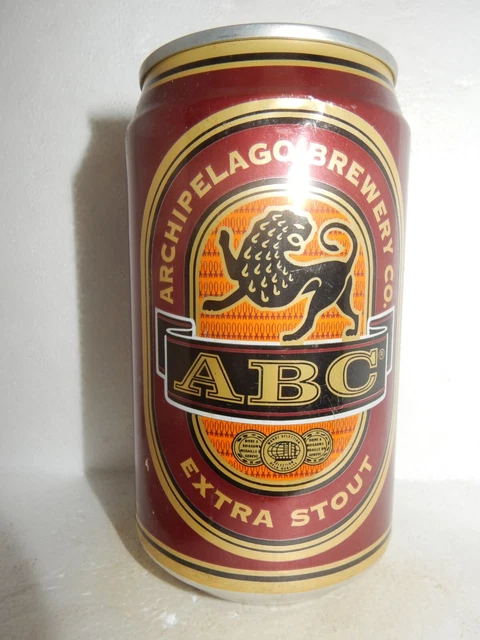 ARCHIPELAGO BREWERY CO.
ABC®
EXTRA STOUT